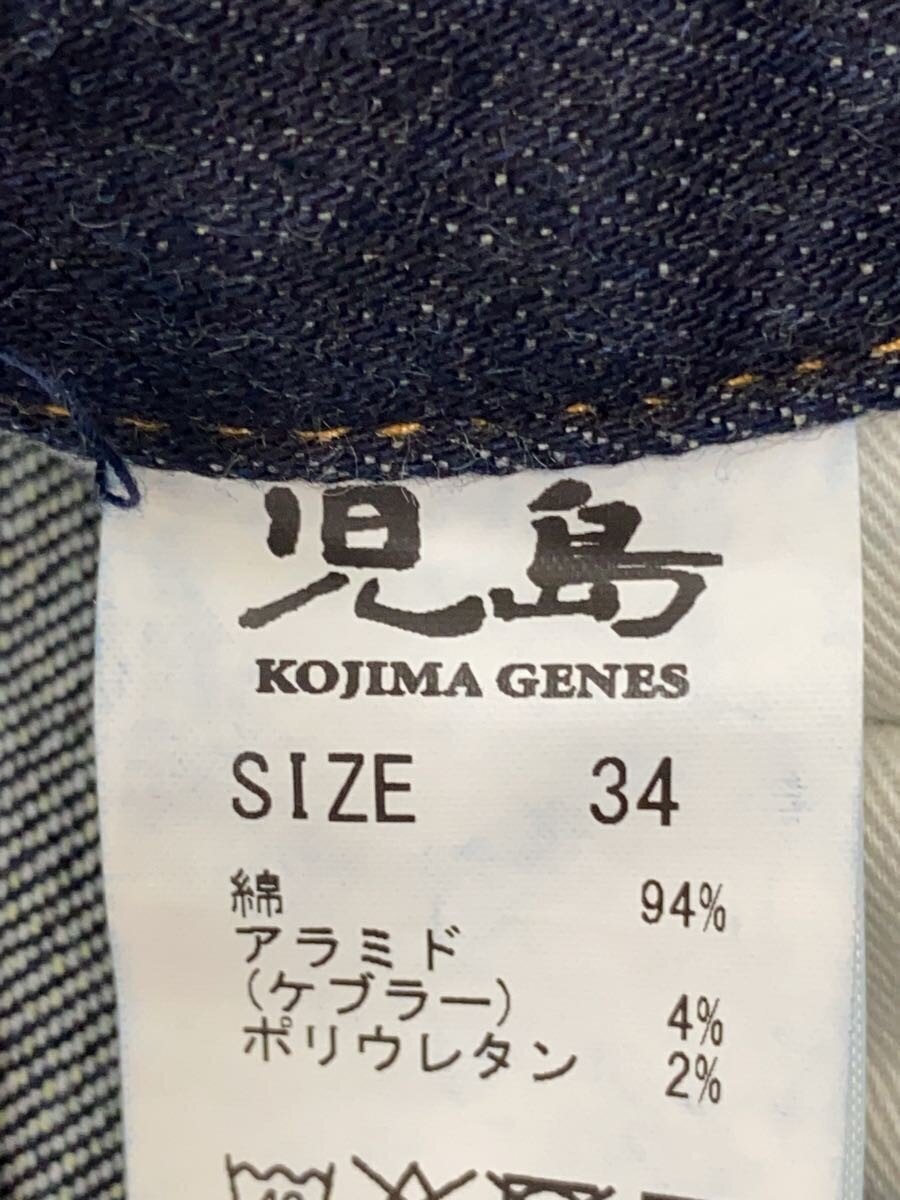 児島
KOJIMA GENES
SIZE 34
綿 94%
アラミド
(ケブラー) 4%
ポリウレタン 2%